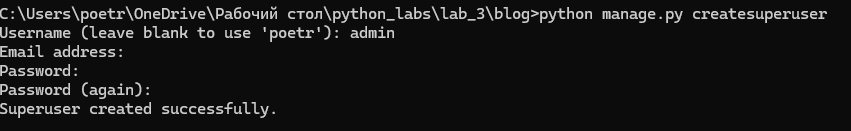 C:\Users\poetr\OneDrive\Рабочий стол\python_labs\lab_3\blog>python manage.py createsuperuser
Username (leave blank to use 'poetr'): admin
Email address:
Password:
Password (again):
Superuser created successfully.